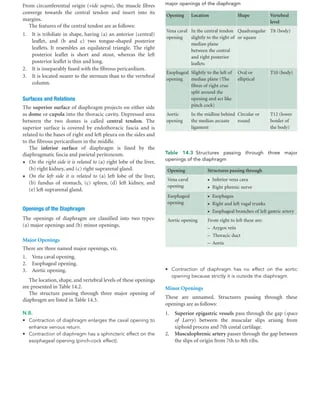 From circumferential origin (vide supra), the muscle fibres
converge towards the central tendon and insert into its
margins.
The features of the central tendon are as follows:
1. It is trifoliate in shape, having (a) an anterior (central)
leaflet, and (b and c) two tongue-shaped posterior
leaflets. It resembles an equilateral triangle. The right
posterior leaflet is short and stout, whereas the left
posterior leaflet is thin and long.
2. It is inseparably fused with the fibrous pericardium.
3. It is located nearer to the sternum than to the vertebral
column.
Surfaces and Relations
The superior surface of diaphragm projects on either side
as dome or cupola into the thoracic cavity. Depressed area
between the two domes is called central tendon. The
superior surface is covered by endothoracic fascia and is
related to the bases of right and left pleura on the sides and
to the fibrous pericardium in the middle.
The inferior surface of diaphragm is lined by the
diaphragmatic fascia and parietal peritoneum.
• On the right side it is related to (a) right lobe of the liver,
(b) right kidney, and (c) right suprarenal gland.
• On the left side it is related to (a) left lobe of the liver,
(b) fundus of stomach, (c) spleen, (d) left kidney, and
(e) left suprarenal gland.
Openings of the Diaphragm
The openings of diaphragm are classified into two types:
(a) major openings and (b) minor openings.
Major Openings
There are three named major openings, viz.
1. Vena caval opening.
2. Esophageal opening.
3. Aortic opening.
The location, shape, and vertebral levels of these openings
are presented in Table 14.2.
The structure passing through three major opening of
diaphragm are listed in Table 14.3.
N.B.
• Contraction of diaphragm enlarges the caval opening to
enhance venous return.
• Contraction of diaphragm has a sphincteric effect on the
esophageal opening (pinch-cock effect).
major openings of the diaphragm
Opening Location Shape Vertebral
level
Vena caval In the central tendon Quadrangular T8 (body)
opening slightly to the right of or square
median plane
between the central
and right posterior
leaflets
Esophageal Slightly to the left of Oval or T10 (body)
opening median plane (The elliptical
fibres of right crus
split around the
opening and act like
pinch cock)
Aortic In the midline behind Circular or T12 (lower
opening the median arcuate round border of
ligament the body)
Table 14.3 Structures passing through three major
openings of the diaphragm
Opening Structures passing through
Vena caval • Inferior vena cava
opening • Right phrenic nerve
Esophageal • Esophagus
opening • Right and left vagal trunks
• Esophageal branches of left gastric artery
Aortic opening From right to left these are:
– Azygos vein
– Thoracic duct
– Aorta
• Contraction of diaphragm has no effect on the aortic
opening because strictly it is outside the diaphragm.
Minor Openings
These are unnamed. Structures passing through these
openings are as follows:
1. Superior epigastric vessels pass through the gap (space
of Larry) between the muscular slips arising from
xiphoid process and 7th costal cartilage.
2. Musculophrenic artery passes through the gap between
the slips of origin from 7th to 8th ribs.